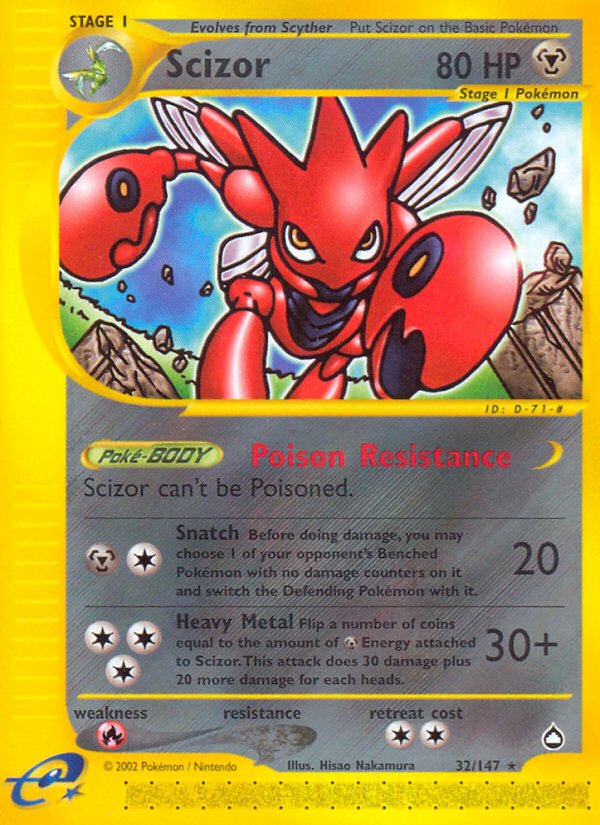 STAGE I
Evolves from Scyther Put Scizor on the Basic Pokémon
Scizor 80 HP
Stage I Pokémon
ID: D-71-#
Poké-BODY Poison Resistance
Scizor can't be Poisoned.
Snatch Before doing damage, you may
choose 1 of your opponent's Benched
Pokémon with no damage counters on it
and switch the Defending Pokémon with it.
20
Heavy Metal Flip a number of coins
equal to the amount of Energy attached
to Scizor. This attack does 30 damage plus
20 more damage for each heads.
30+
weakness resistance retreat cost
© 2002 Pokémon / Nintendo Illus. Hisao Nakamura 32/147 ★
e